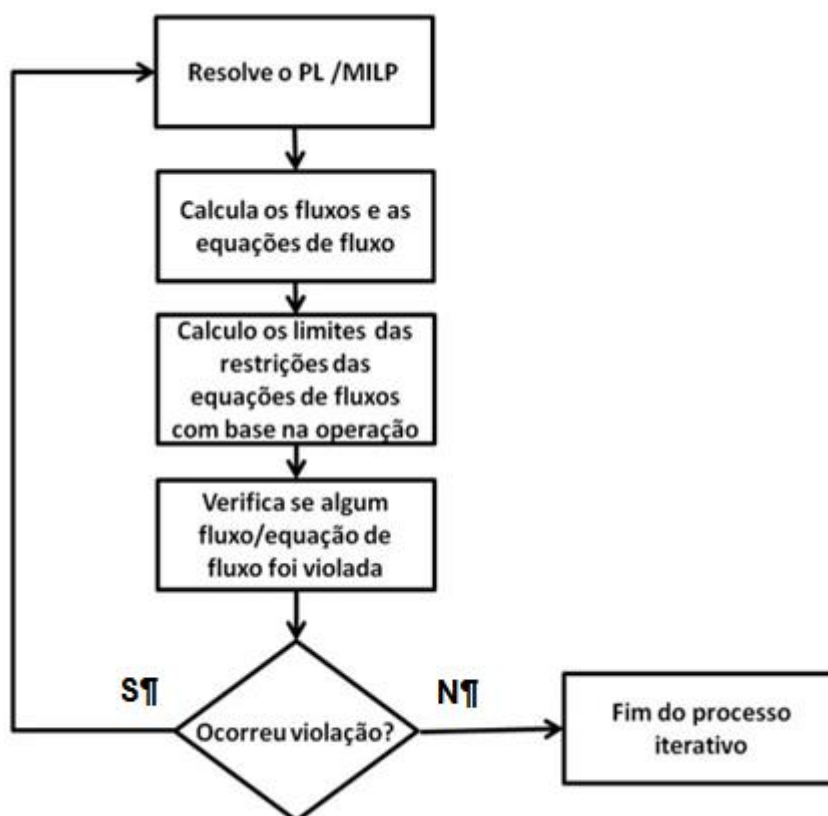 Resolve o PL /MILP
Calcula os fluxos e as
equações de fluxo
Calculo os limites das
restrições das
equações de fluxos
com base na operação
Verifica se algum
fluxo/equação de
fluxo foi violada
S¶
N¶
Ocorreu violação?
Fim do processo
iterativo